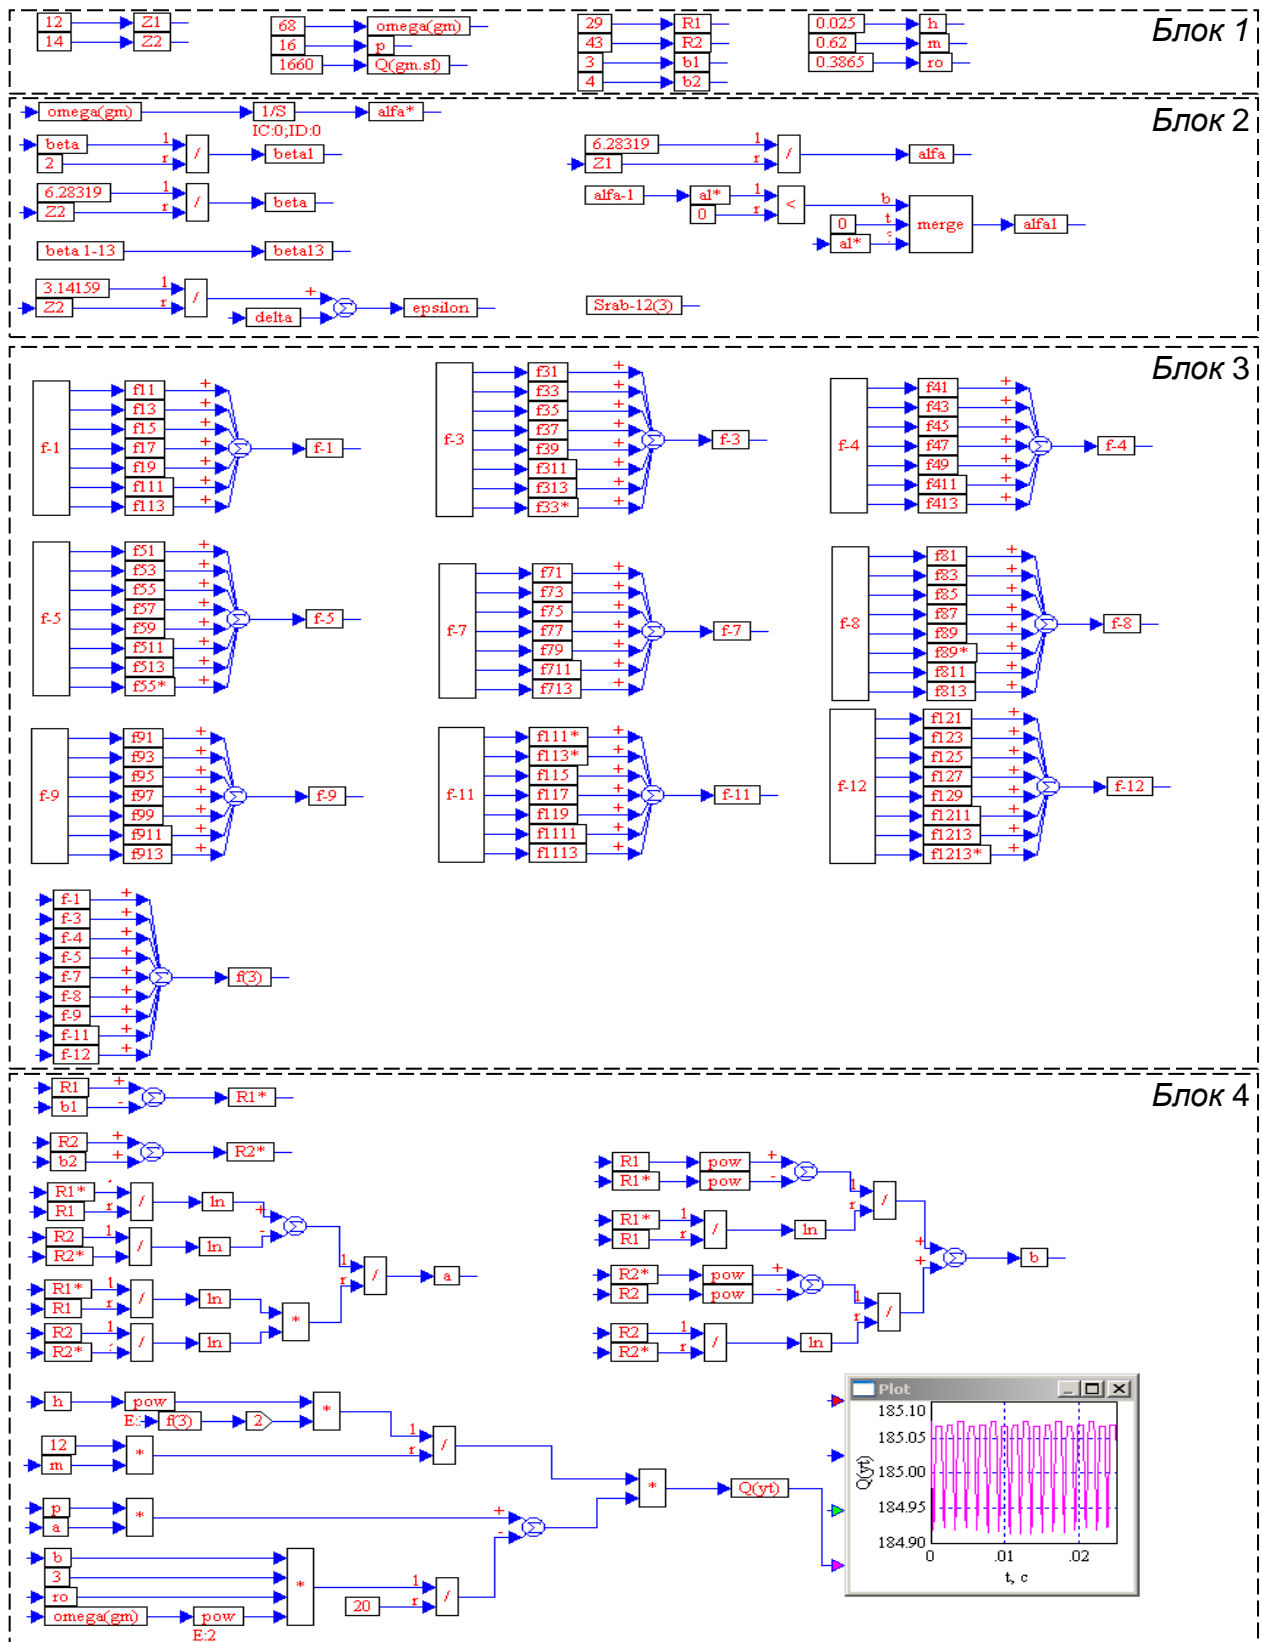 Блок 1
12 Z1
14 Z2
68 omega(gm)
16 p
1660 Q(gm.sl)
29 R1
43 R2
3 b1
4 b2
0.025 h
0.62 m
0.3865 ro
Блок 2
omega(gm) 1/S alfa*
IC:0;ID:0
beta l
2 r / beta1
6.28319 l
Z2 r / beta
beta 1-13 beta13
3.14159 l
Z2 r / + delta Σ epsilon
6.28319 l
Z1 r / alfa
alfa-1 al* l
0 r < b
0 t
al* merge alfa1
Srab-12(3)
Блок 3
f-1
f11 +
f13 +
f15 +
f17 +
f19 +
f111 +
f113 +
Σ f-1
f-3
f31 +
f33 +
f35 +
f37 +
f39 +
f311 +
f313 +
f33* +
Σ f-3
f-4
f41 +
f43 +
f45 +
f47 +
f49 +
f411 +
f413 +
Σ f-4
f-5
f51 +
f53 +
f55 +
f57 +
f59 +
f511 +
f513 +
f55* +
Σ f-5
f-7
f71 +
f73 +
f75 +
f77 +
f79 +
f711 +
f713 +
Σ f-7
f-8
f81 +
f83 +
f85 +
f87 +
f89 +
f89* +
f811 +
f813 +
Σ f-8
f-9
f91 +
f93 +
f95 +
f97 +
f99 +
f911 +
f913 +
Σ f-9
f-11
f111* +
f113* +
f115 +
f117 +
f119 +
f1111 +
f1113 +
Σ f-11
f-12
f121 +
f123 +
f125 +
f127 +
f129 +
f1211 +
f1213 +
f1213* +
Σ f-12
f-1 +
f-3 +
f-4 +
f-5 +
f-7 +
f-8 +
f-9 +
f-11 +
f-12 +
Σ f(3)
Блок 4
R1 +
b1 - Σ R1*
R2 +
b2 + Σ R2*
R1*
R1 r / ln +
R2 l
R2* / ln - Σ
R1* l
R1 r / ln
R2 l
R2* / ln *
l
r / a
R1 pow +
R1* pow - Σ
R1* l
R1 r / ln
l
r / +
R2* pow +
R2 pow - Σ
R2 l
R2* r / ln
l
r / +
Σ b
h pow
f(3) 2 *
12
m *
l
r /
p
a * +
b
3
ro
omega(gm) pow *
E:2
20
l
r / - Σ
* Q(yt)
Plot
185.10
185.05
185.00
184.95
184.90
Q(yt)
0 .01 .02
t, c